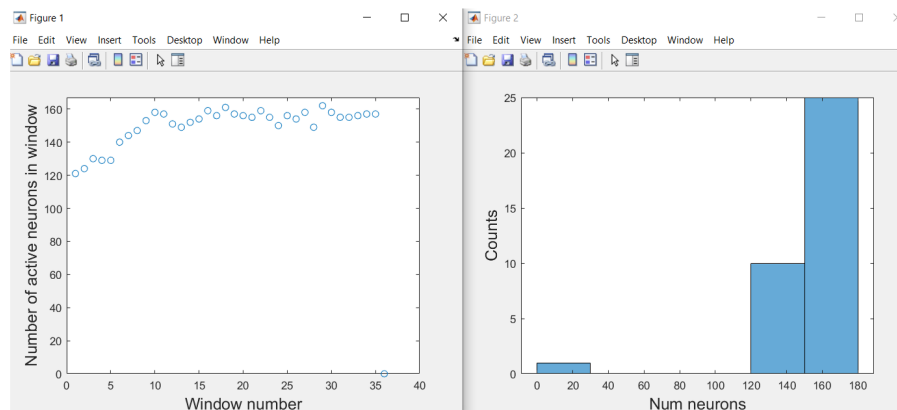 Figure 1
File Edit View Insert Tools Desktop Window Help
Number of active neurons in window
160
140
120
100
80
60
40
20
0
0 5 10 15 20 25 30 35 40
Window number
Figure 2
File Edit View Insert Tools Desktop Window Help
Counts
25
20
15
10
5
0
0 20 40 60 80 100 120 140 160 180
Num neurons